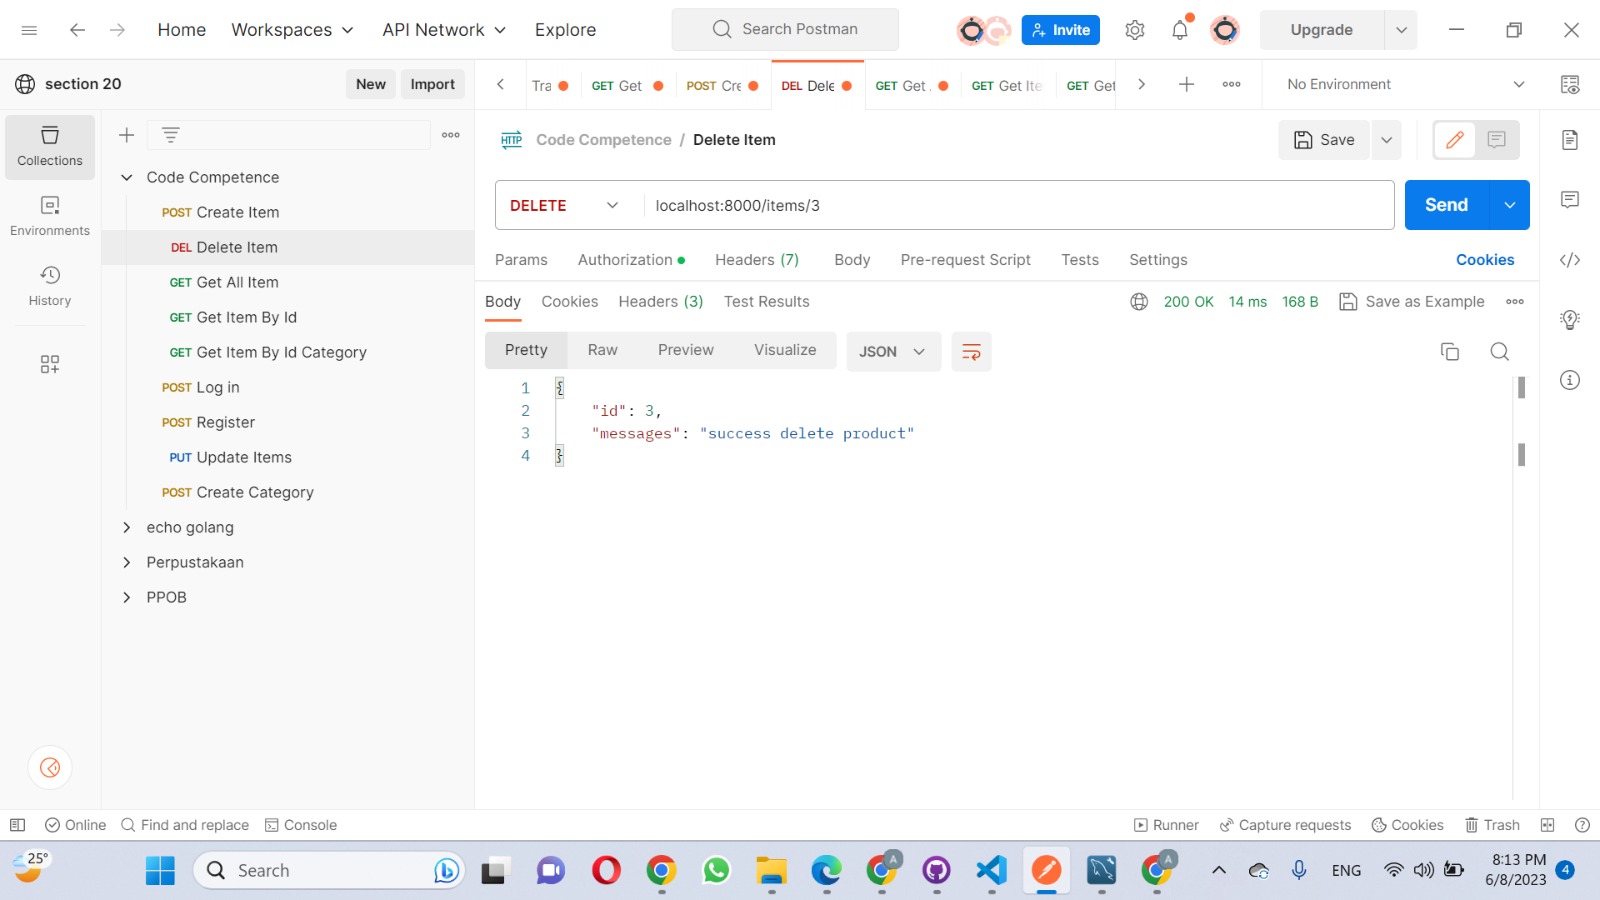 Home
Workspaces
API Network
Explore
Search Postman
Invite
Upgrade
section 20
New
Import
Tra
GET Get
POST Cre
DEL Dele
GET Get .
GET Get Ite
GET Get
No Environment
Collections
Environments
History
Code Competence
POST Create Item
DEL Delete Item
GET Get All Item
GET Get Item By Id
GET Get Item By Id Category
POST Log in
POST Register
PUT Update Items
POST Create Category
echo golang
Perpustakaan
PPOB
HTTP Code Competence / Delete Item
Save
DELETE localhost:8000/items/3
Send
Params Authorization Headers (7) Body Pre-request Script Tests Settings Cookies
Body Cookies Headers (3) Test Results 200 OK 14 ms 168 B Save as Example
Pretty Raw Preview Visualize JSON
1 {
2 "id": 3,
3 "messages": "success delete product"
4 }
Online Find and replace Console Runner Capture requests Cookies Trash
25°
Search
A
A
ENG
8:13 PM
6/8/2023
4